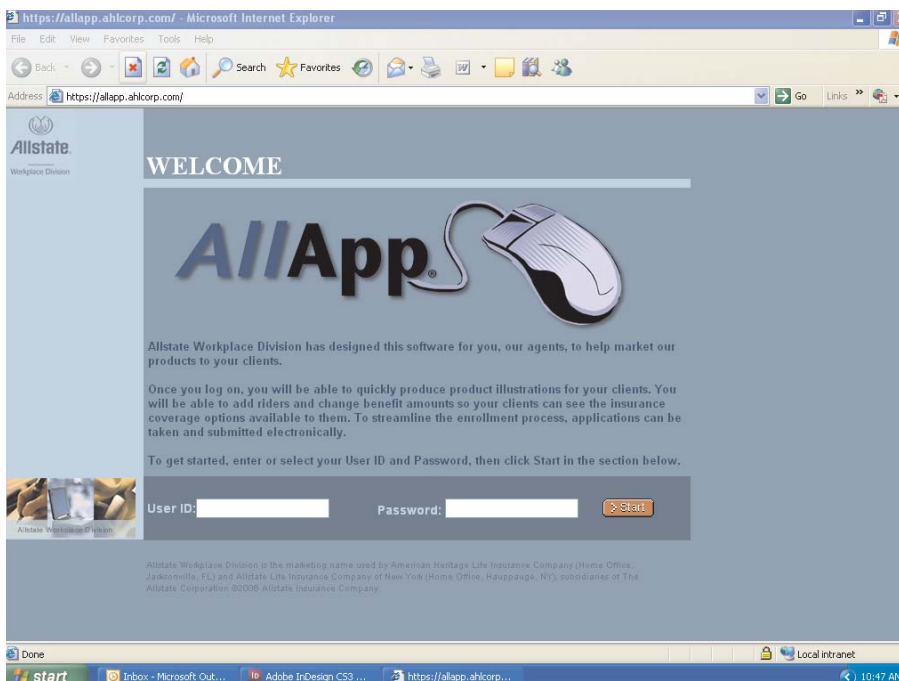 https://allapp.ahlcorp.com/ - Microsoft Internet Explorer
File Edit View Favorites Tools Help
Back Search Favorites
Address https://allapp.ahlcorp.com/ Go Links »
Allstate.
Workplace Division
WELCOME
AllApp®
Allstate Workplace Division has designed this software for you, our agents, to help market our
products to your clients.
Once you log on, you will be able to quickly produce product illustrations for your clients. You
will be able to add riders and change benefit amounts so your clients can see the insurance
coverage options available to them. To streamline the enrollment process, applications can be
taken and submitted electronically.
To get started, enter or select your User ID and Password, then click Start in the section below.
User ID: Password: Start
Allstate Workplace Division
Allstate Workplace Division is the marketing name used by American Heritage Life Insurance Company (Home Office,
Jacksonville, FL) and Allstate Life Insurance Company of New York (Home Office, Hauppauge, NY), subsidiaries of The
Allstate Corporation. Allstate Insurance Company.
Done Local intranet
start Inbox - Microsoft Out... Adobe InDesign CS3 ... https://allapp.ahlcorp... 10:47 AM